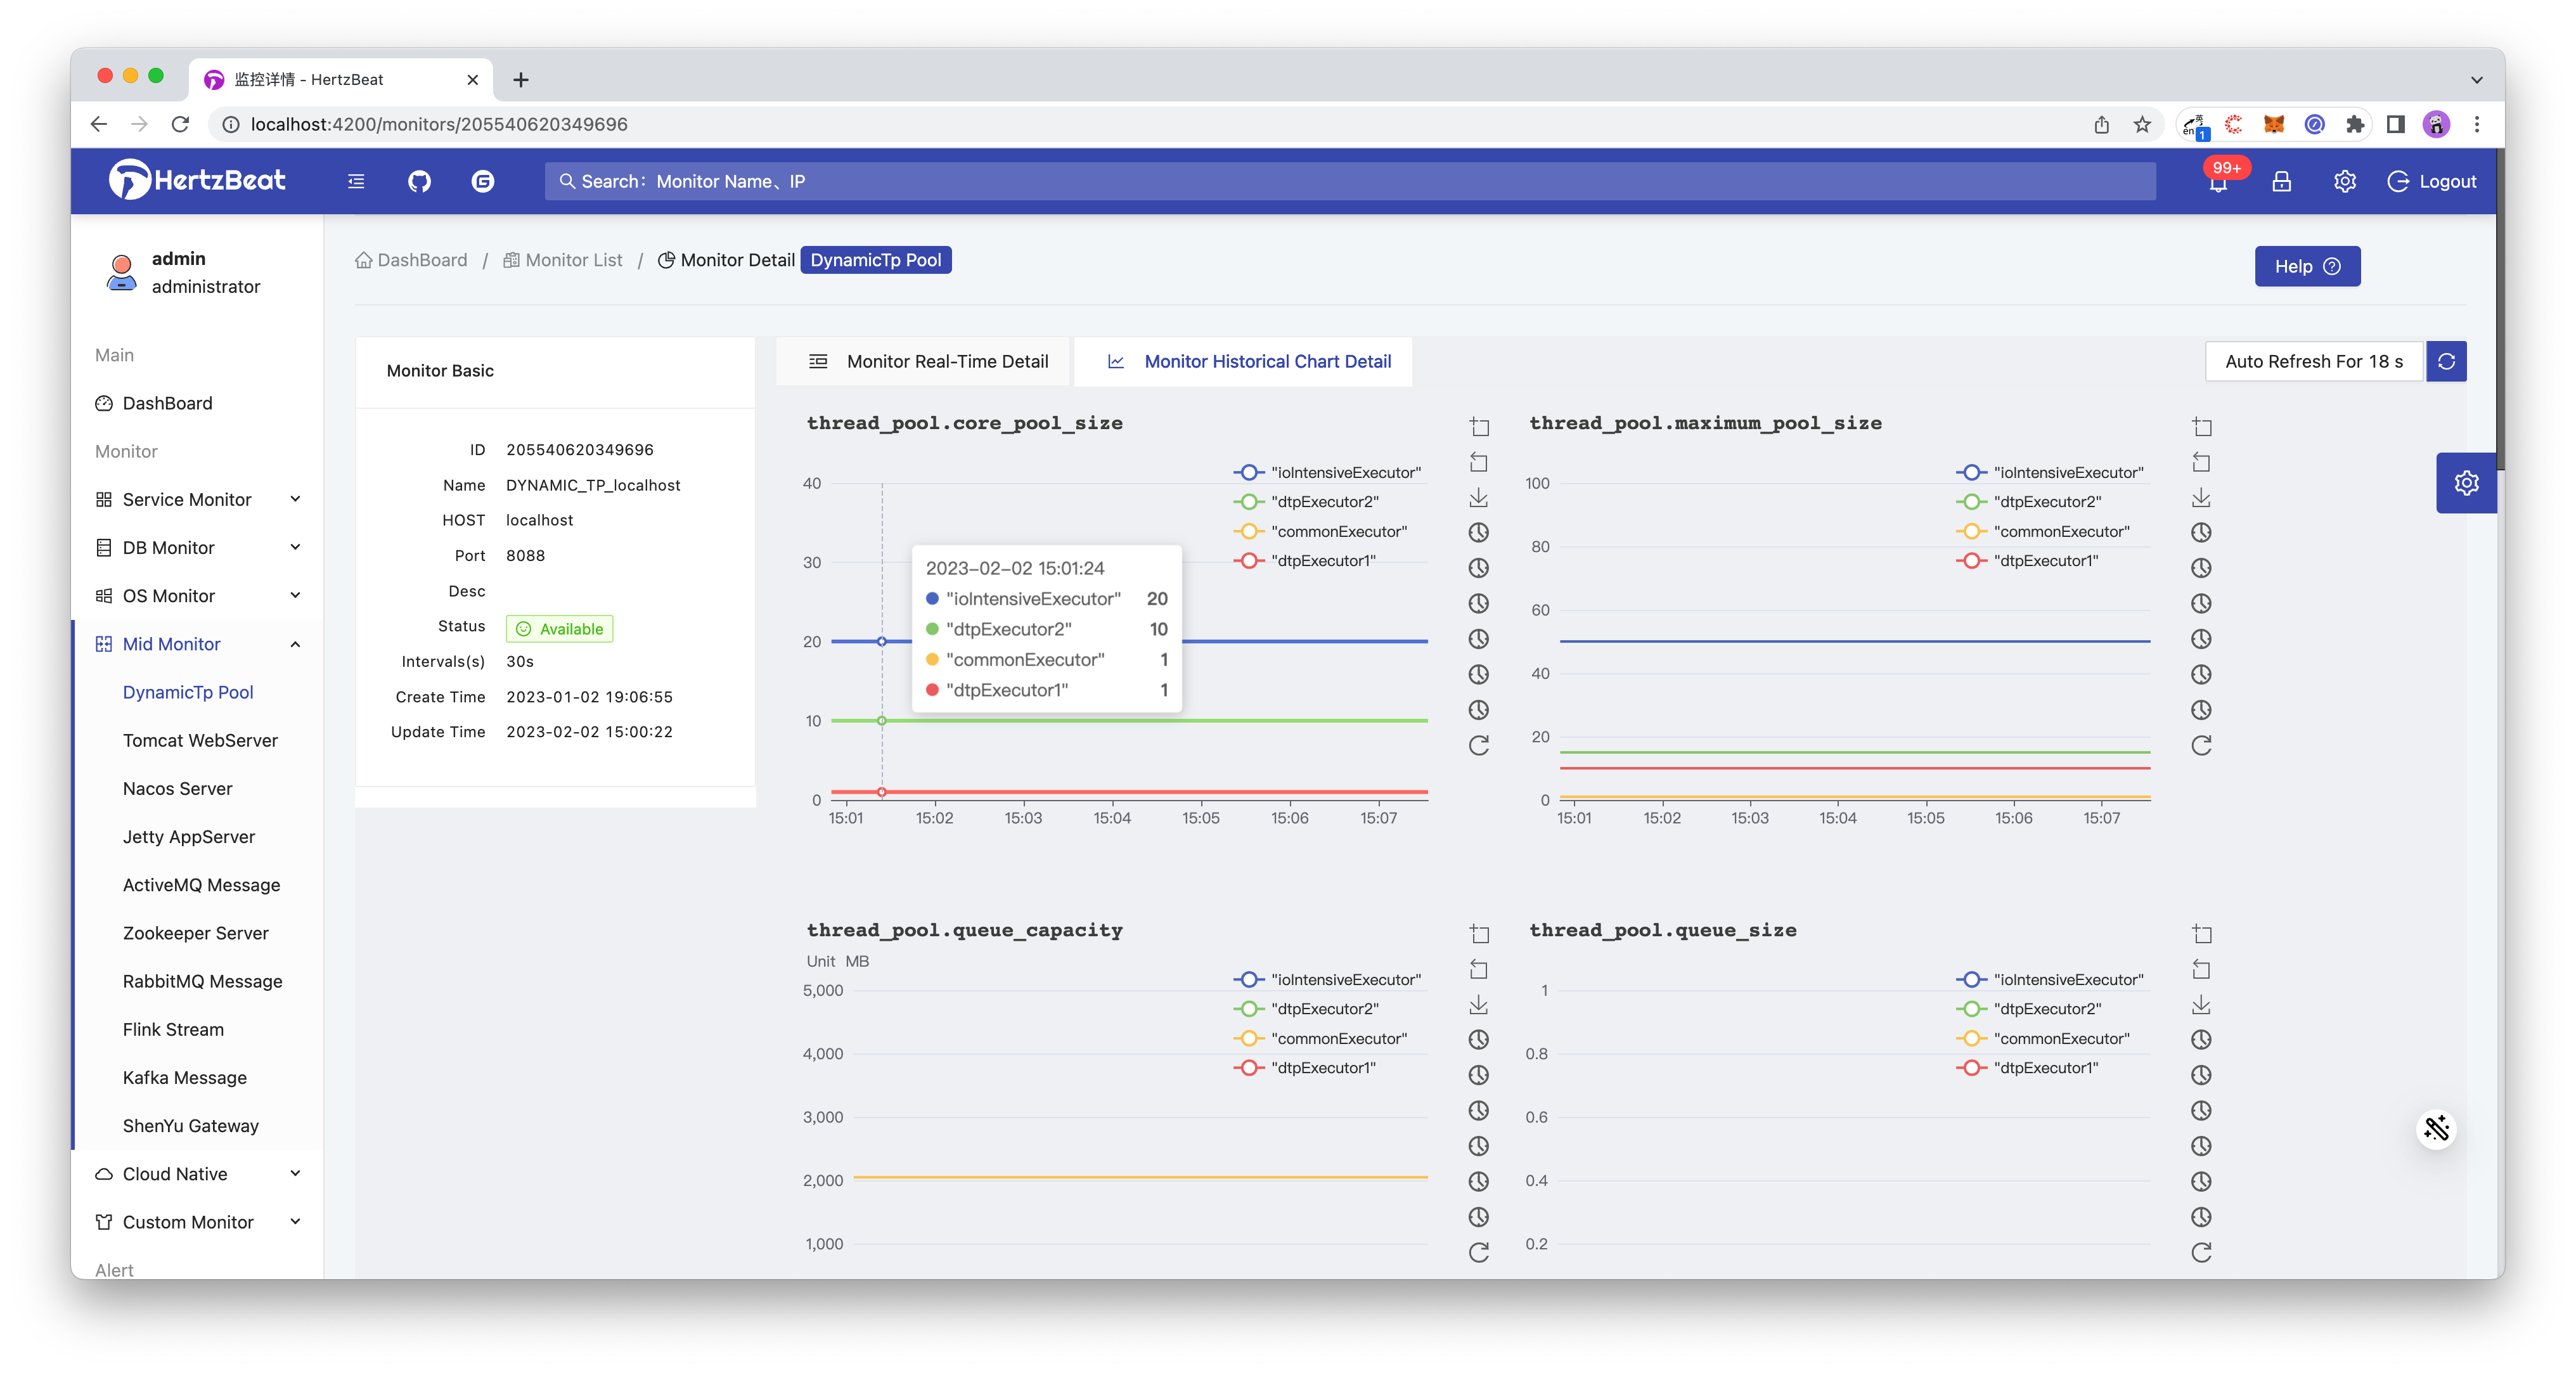 监控详情 - HertzBeat
localhost:4200/monitors/205540620349696
英
en
1
HertzBeat
Search：Monitor Name、IP
99+
Logout
admin
administrator
DashBoard / Monitor List / Monitor Detail DynamicTp Pool
Help
Main
DashBoard
Monitor
Service Monitor
DB Monitor
OS Monitor
Mid Monitor
DynamicTp Pool
Tomcat WebServer
Nacos Server
Jetty AppServer
ActiveMQ Message
Zookeeper Server
RabbitMQ Message
Flink Stream
Kafka Message
ShenYu Gateway
Cloud Native
Custom Monitor
Alert
Monitor Basic
ID 205540620349696
Name DYNAMIC_TP_localhost
HOST localhost
Port 8088
Desc
Status Available
Intervals(s) 30s
Create Time 2023-01-02 19:06:55
Update Time 2023-02-02 15:00:22
Monitor Real-Time Detail
Monitor Historical Chart Detail
Auto Refresh For 18 s
thread_pool.core_pool_size
"ioIntensiveExecutor"
"dtpExecutor2"
"commonExecutor"
"dtpExecutor1"
40
30
20
10
0
2023-02-02 15:01:24
"ioIntensiveExecutor" 20
"dtpExecutor2" 10
"commonExecutor" 1
"dtpExecutor1" 1
15:01 15:02 15:03 15:04 15:05 15:06 15:07
thread_pool.maximum_pool_size
"ioIntensiveExecutor"
"dtpExecutor2"
"commonExecutor"
"dtpExecutor1"
100
80
60
40
20
0
15:01 15:02 15:03 15:04 15:05 15:06 15:07
thread_pool.queue_capacity
Unit MB
"ioIntensiveExecutor"
"dtpExecutor2"
"commonExecutor"
"dtpExecutor1"
5,000
4,000
3,000
2,000
1,000
thread_pool.queue_size
"ioIntensiveExecutor"
"dtpExecutor2"
"commonExecutor"
"dtpExecutor1"
1
0.8
0.6
0.4
0.2